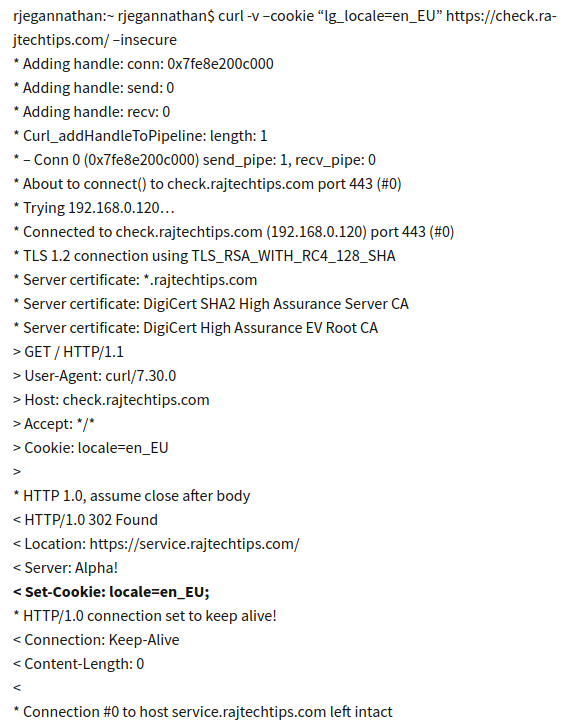 rjegannathan:~ rjegannathan$ curl -v –cookie “lg_locale=en_EU” https://check.ra-
jtechtips.com/ –insecure
* Adding handle: conn: 0x7fe8e200c000
* Adding handle: send: 0
* Adding handle: recv: 0
* Curl_addHandleToPipeline: length: 1
* – Conn 0 (0x7fe8e200c000) send_pipe: 1, recv_pipe: 0
* About to connect() to check.rajtechtips.com port 443 (#0)
* Trying 192.168.0.120…
* Connected to check.rajtechtips.com (192.168.0.120) port 443 (#0)
* TLS 1.2 connection using TLS_RSA_WITH_RC4_128_SHA
* Server certificate: *.rajtechtips.com
* Server certificate: DigiCert SHA2 High Assurance Server CA
* Server certificate: DigiCert High Assurance EV Root CA
> GET / HTTP/1.1
> User-Agent: curl/7.30.0
> Host: check.rajtechtips.com
> Accept: */*
> Cookie: locale=en_EU
>
* HTTP 1.0, assume close after body
< HTTP/1.0 302 Found
< Location: https://service.rajtechtips.com/
< Server: Alpha!
< Set-Cookie: locale=en_EU;
* HTTP/1.0 connection set to keep alive!
< Connection: Keep-Alive
< Content-Length: 0
<
* Connection #0 to host service.rajtechtips.com left intact